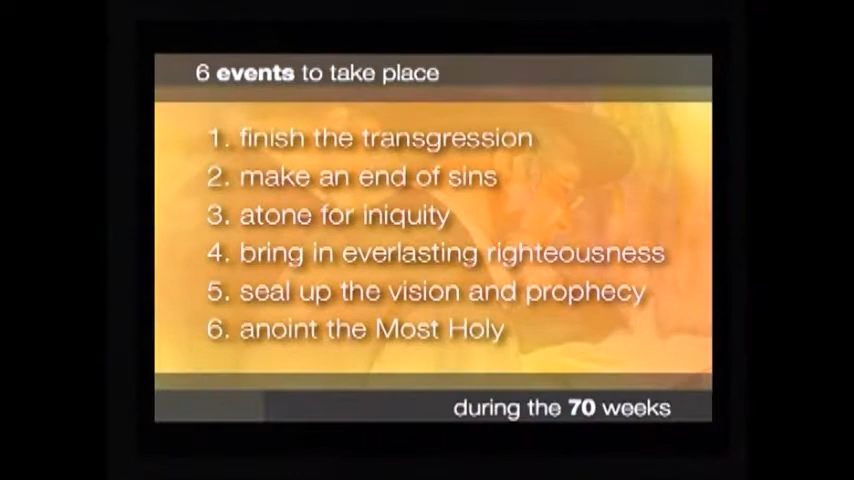 6 events to take place
1. finish the transgression
2. make an end of sins
3. atone for iniquity
4. bring in everlasting righteousness
5. seal up the vision and prophecy
6. anoint the Most Holy
during the 70 weeks